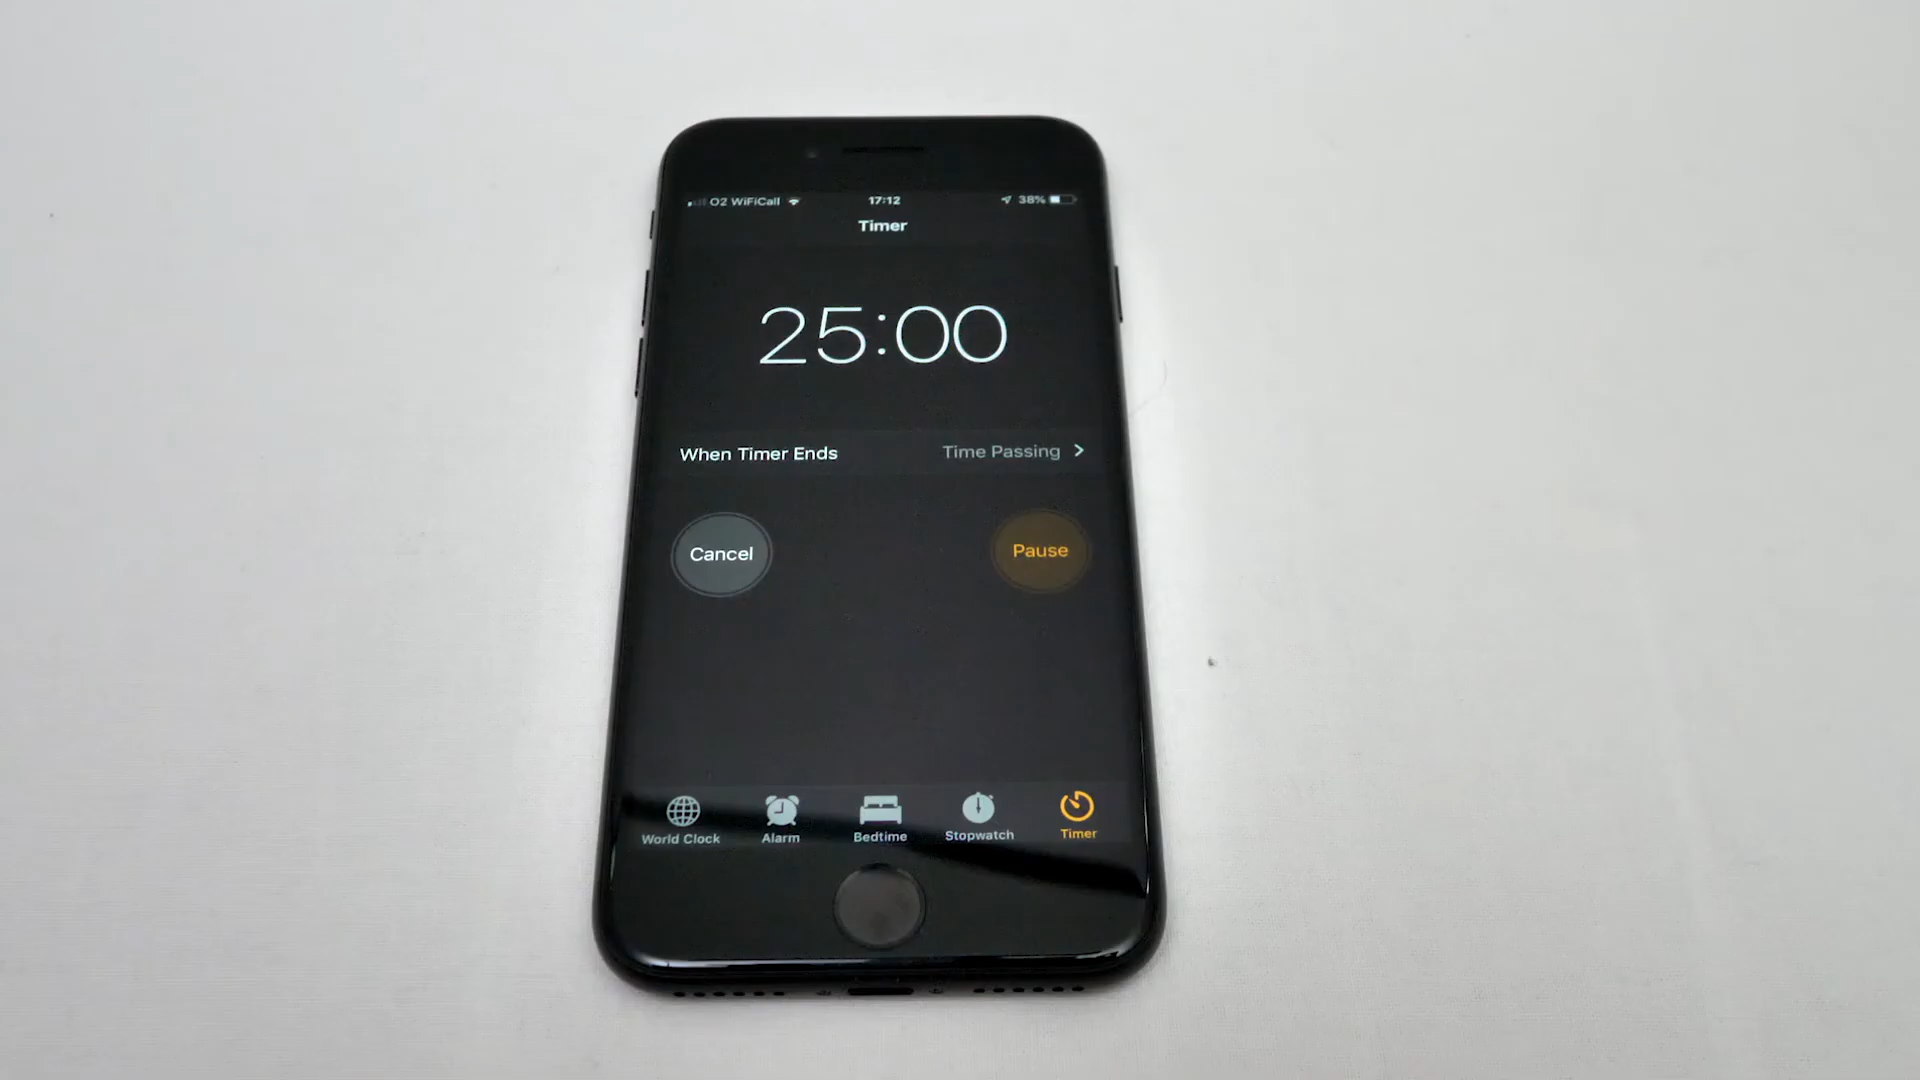 O2 WiFiCall 17:12 38%
Timer
25:00
When Timer Ends Time Passing
Cancel Pause
World Clock Alarm Bedtime Stopwatch Timer